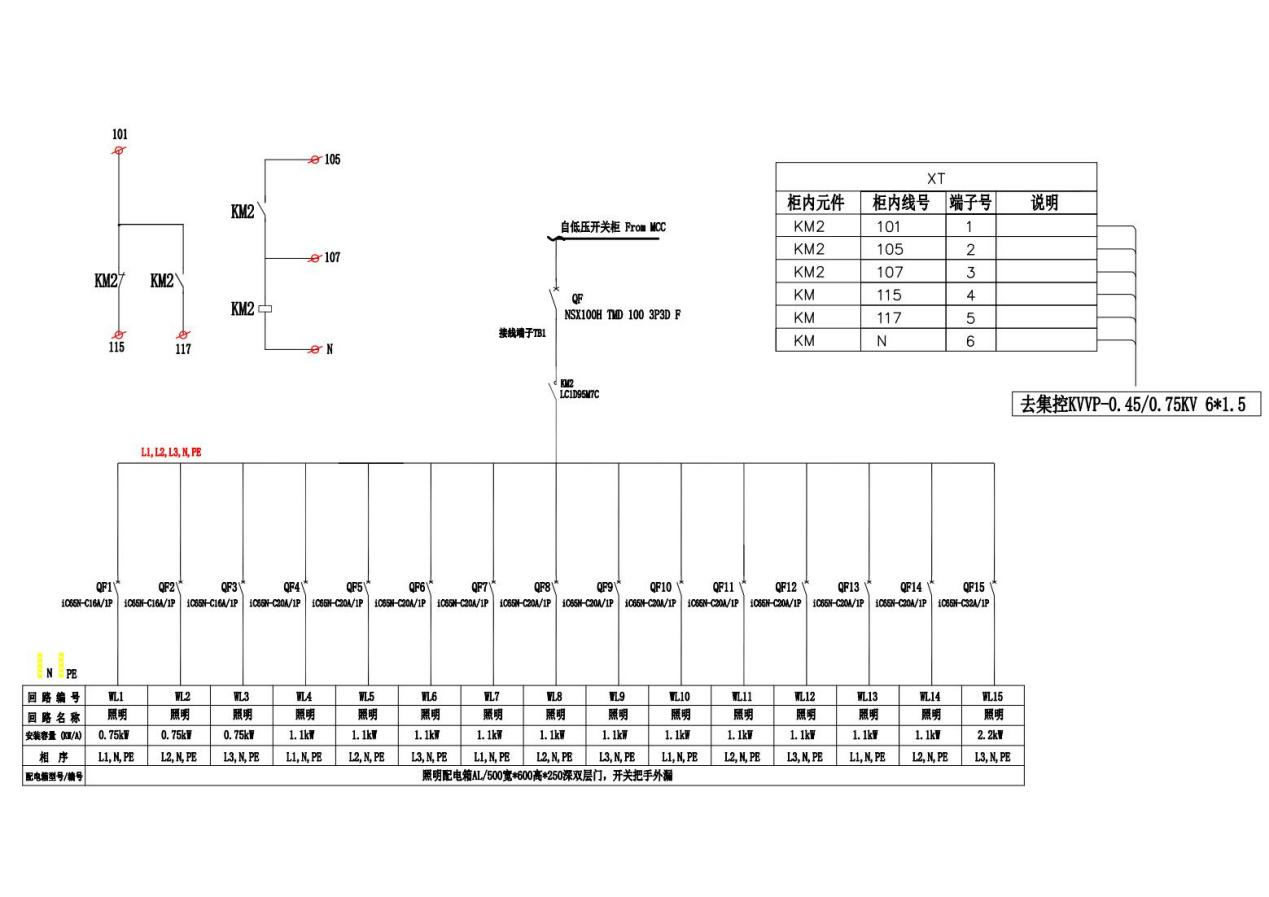 101
105
KM2
107
KM2
KM2
KM2
N
115
117
自低压开关柜 From MCC
QF
NSX100H TMD 100 3P3D F
接线端子TB1
KM2
LC1D95M7C
XT
柜内元件 柜内线号 端子号 说明
KM2 101 1
KM2 105 2
KM2 107 3
KM 115 4
KM 117 5
KM N 6
去集控KVVP-0.45/0.75KV 6*1.5
L1,L2,L3,N,PE
QF1 QF2 QF3 QF4 QF5 QF6 QF7 QF8 QF9 QF10 QF11 QF12 QF13 QF14 QF15
iC65N-C16A/1P iC65N-C16A/1P iC65N-C16A/1P iC65N-C20A/1P iC65N-C20A/1P iC65N-C20A/1P iC65N-C20A/1P iC65N-C20A/1P iC65N-C20A/1P iC65N-C20A/1P iC65N-C20A/1P iC65N-C20A/1P iC65N-C20A/1P iC65N-C20A/1P iC65N-C32A/1P
N PE
回路编号 WL1 WL2 WL3 WL4 WL5 WL6 WL7 WL8 WL9 WL10 WL11 WL12 WL13 WL14 WL15
回路名称 照明 照明 照明 照明 照明 照明 照明 照明 照明 照明 照明 照明 照明 照明 照明
安装容量 (KW/A) 0.75kW 0.75kW 0.75kW 1.1kW 1.1kW 1.1kW 1.1kW 1.1kW 1.1kW 1.1kW 1.1kW 1.1kW 1.1kW 1.1kW 2.2kW
相序 L1,N,PE L2,N,PE L3,N,PE L1,N,PE L2,N,PE L3,N,PE L1,N,PE L2,N,PE L3,N,PE L1,N,PE L2,N,PE L3,N,PE L1,N,PE L2,N,PE L3,N,PE
配电箱型号/编号 照明配电箱AL/500宽*600高*250深双层门，开关把手外漏